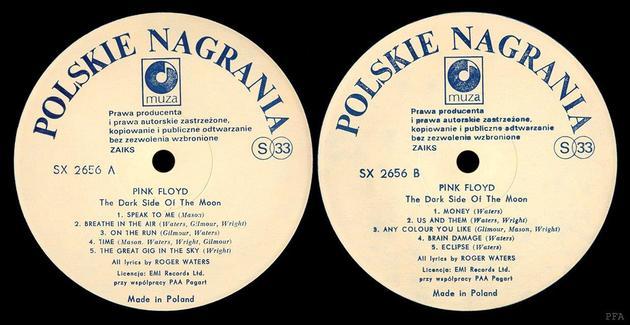 POLSKIE NAGRANIA
muza
Prawa producenta
i prawa autorskie zastrzeżone,
kopiowanie i publiczne odtwarzanie
bez zezwolenia wzbronione
ZAIKS
S 33
SX 2656 A
PINK FLOYD
The Dark Side Of The Moon
1. SPEAK TO ME (Mason)
2. BREATHE IN THE AIR (Waters, Gilmour, Wright)
3. ON THE RUN (Gilmour, Waters)
4. TIME (Mason, Waters, Wright, Gilmour)
5. THE GREAT GIG IN THE SKY (Wright)
All lyrics by ROGER WATERS
Licencja: EMI Records Ltd.
przy współpracy PAA Pagart
Made in Poland
POLSKIE NAGRANIA
muza
Prawa producenta
i prawa autorskie zastrzeżone,
kopiowanie i publiczne odtwarzanie
bez zezwolenia wzbronione
ZAIKS
S 33
SX 2656 B
PINK FLOYD
The Dark Side Of The Moon
1. MONEY (Waters)
2. US AND THEM (Waters, Wright)
3. ANY COLOUR YOU LIKE (Gilmour, Mason, Wright)
4. BRAIN DAMAGE (Waters)
5. ECLIPSE (Waters)
All lyrics by ROGER WATERS
Licencja: EMI Records Ltd.
przy współpracy PAA Pagart
Made in Poland
PFA